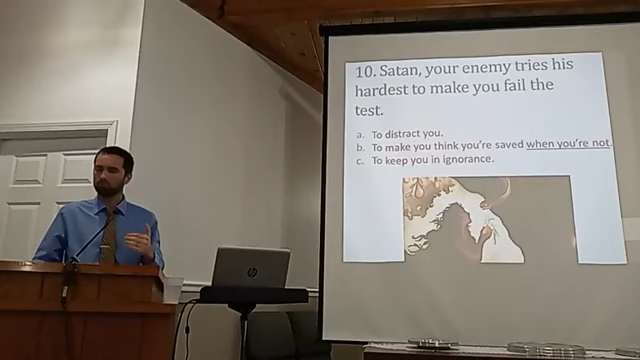 10. Satan, your enemy tries his
hardest to make you fail the
test.
a. To distract you.
b. To make you think you're saved when you're not.
c. To keep you in ignorance.
hp